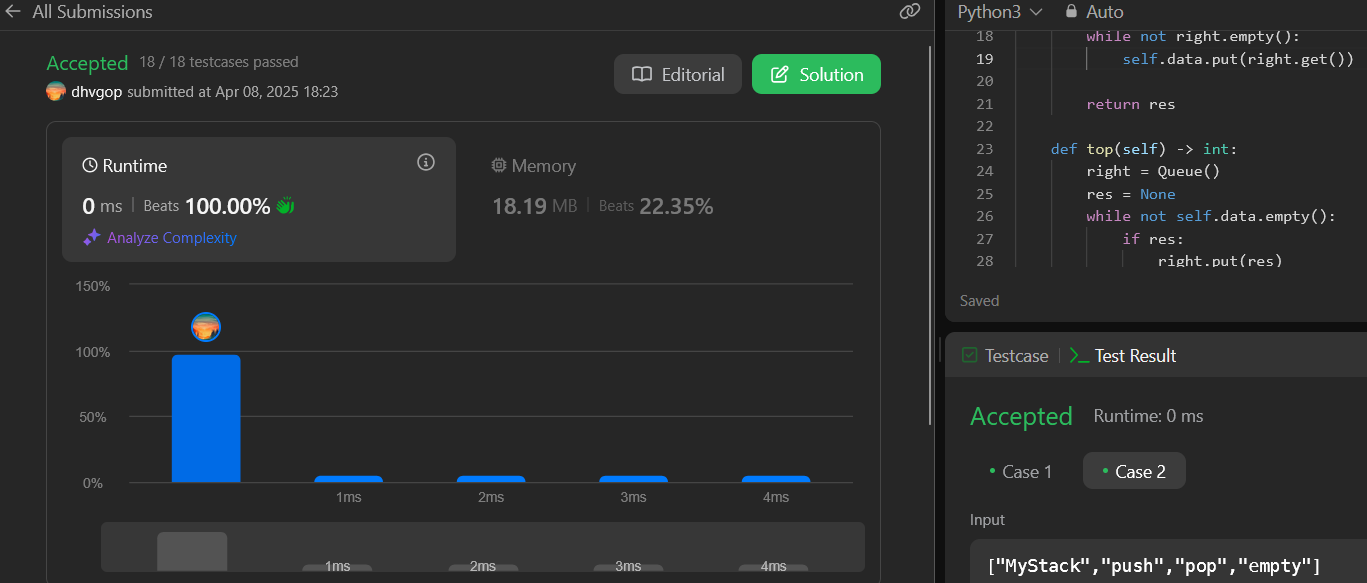 All Submissions
Accepted 18 / 18 testcases passed
dhvgop submitted at Apr 08, 2025 18:23
Editorial
Solution
Runtime
0 ms | Beats 100.00%
Analyze Complexity
Memory
18.19 MB | Beats 22.35%
150%
100%
50%
0%
1ms 2ms 3ms 4ms
1ms 2ms 3ms 4ms
Python3 Auto
18 while not right.empty():
19 self.data.put(right.get())
20
21 return res
22
23 def top(self) -> int:
24 right = Queue()
25 res = None
26 while not self.data.empty():
27 if res:
28 right.put(res)
Saved
Testcase | >_ Test Result
Accepted Runtime: 0 ms
• Case 1 • Case 2
Input
["MyStack","push","pop","empty"]